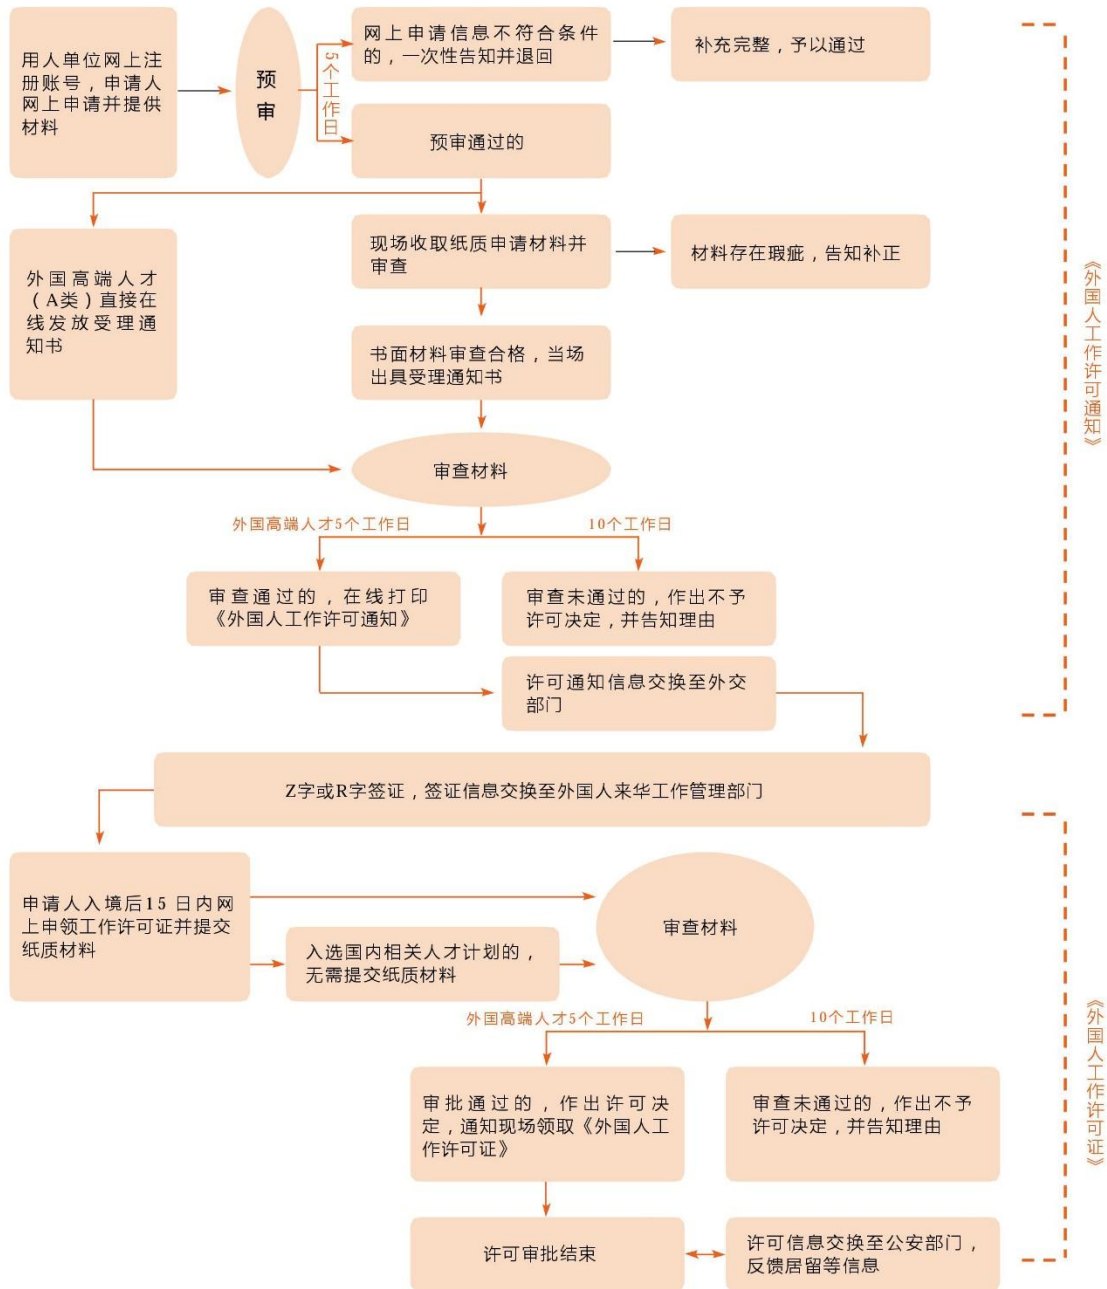 用人单位网上注
册账号，申请人
网上申请并提供
材料
预
审
5个工作日
网上申请信息不符合条件
的，一次性告知并退回
补充完整，予以通过
预审通过的
外国高端人才
（A类）直接在
线发放受理通
知书
现场收取纸质申请材料并
审查
材料存在瑕疵，告知补正
书面材料审查合格，当场
出具受理通知书
审查材料
外国高端人才5个工作日
10个工作日
审查通过的，在线打印
《外国人工作许可通知》
审查未通过的，作出不予
许可决定，并告知理由
许可通知信息交换至外交
部门
《外国人工作许可通知》
Z字或R字签证，签证信息交换至外国人来华工作管理部门
申请人入境后15 日内网
上申领工作许可证并提交
纸质材料
入选国内相关人才计划的，
无需提交纸质材料
审查材料
外国高端人才5个工作日
10个工作日
审批通过的，作出许可决
定，通知现场领取《外国人工
作许可证》
审查未通过的，作出不予
许可决定，并告知理由
许可审批结束
许可信息交换至公安部门，
反馈居留等信息
《外国人工作许可证》